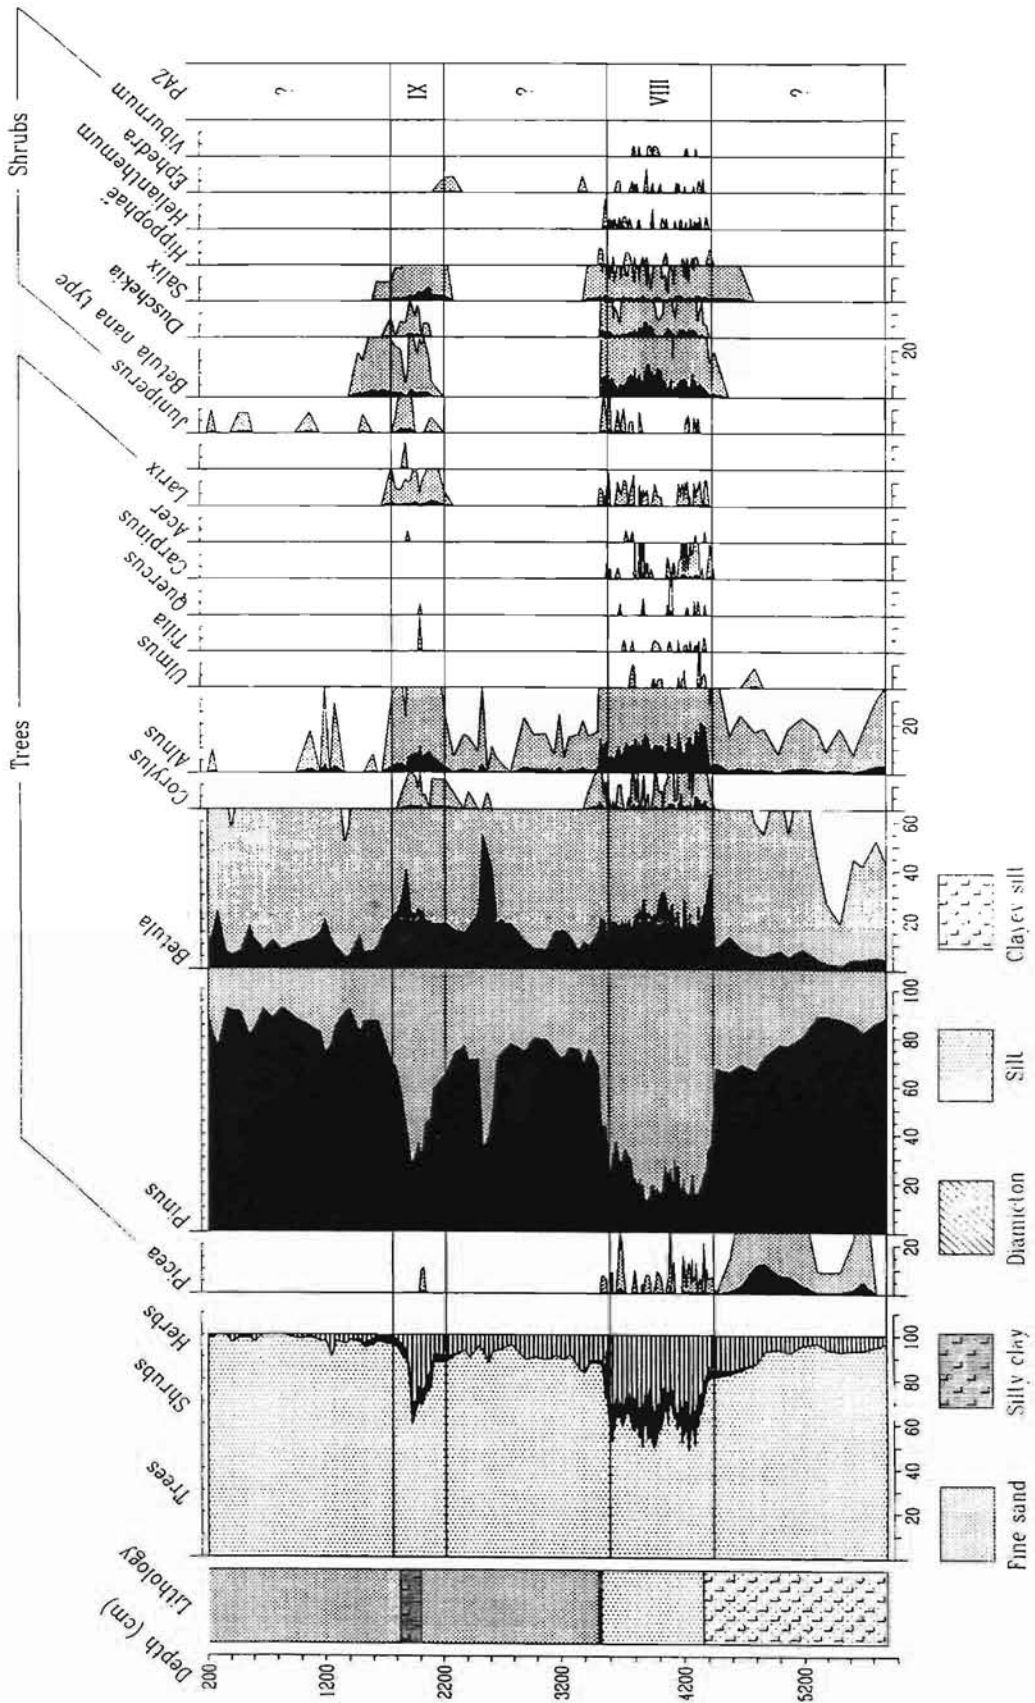 Trees
Shrubs
Depth (cm)
Lithology
Trees
Shrubs
Herbs
Picea
Pinus
Betula
Corylus
Alnus
Ulmus
Tilia
Quercus
Carpinus
Acer
Larix
Juniperus
Betula nana type
Duschekia
Salix
Hippophaë
Helianthemum
Ephedra
Viburnum
PAZ
?
IX
?
VIII
?
200
1200
2200
3200
4200
5200
20 40 60 80 100
20
20 40 60 80 100
20 40 60
20
20
Fine sand
Silty clay
Diamicton
Silt
Clayey silt